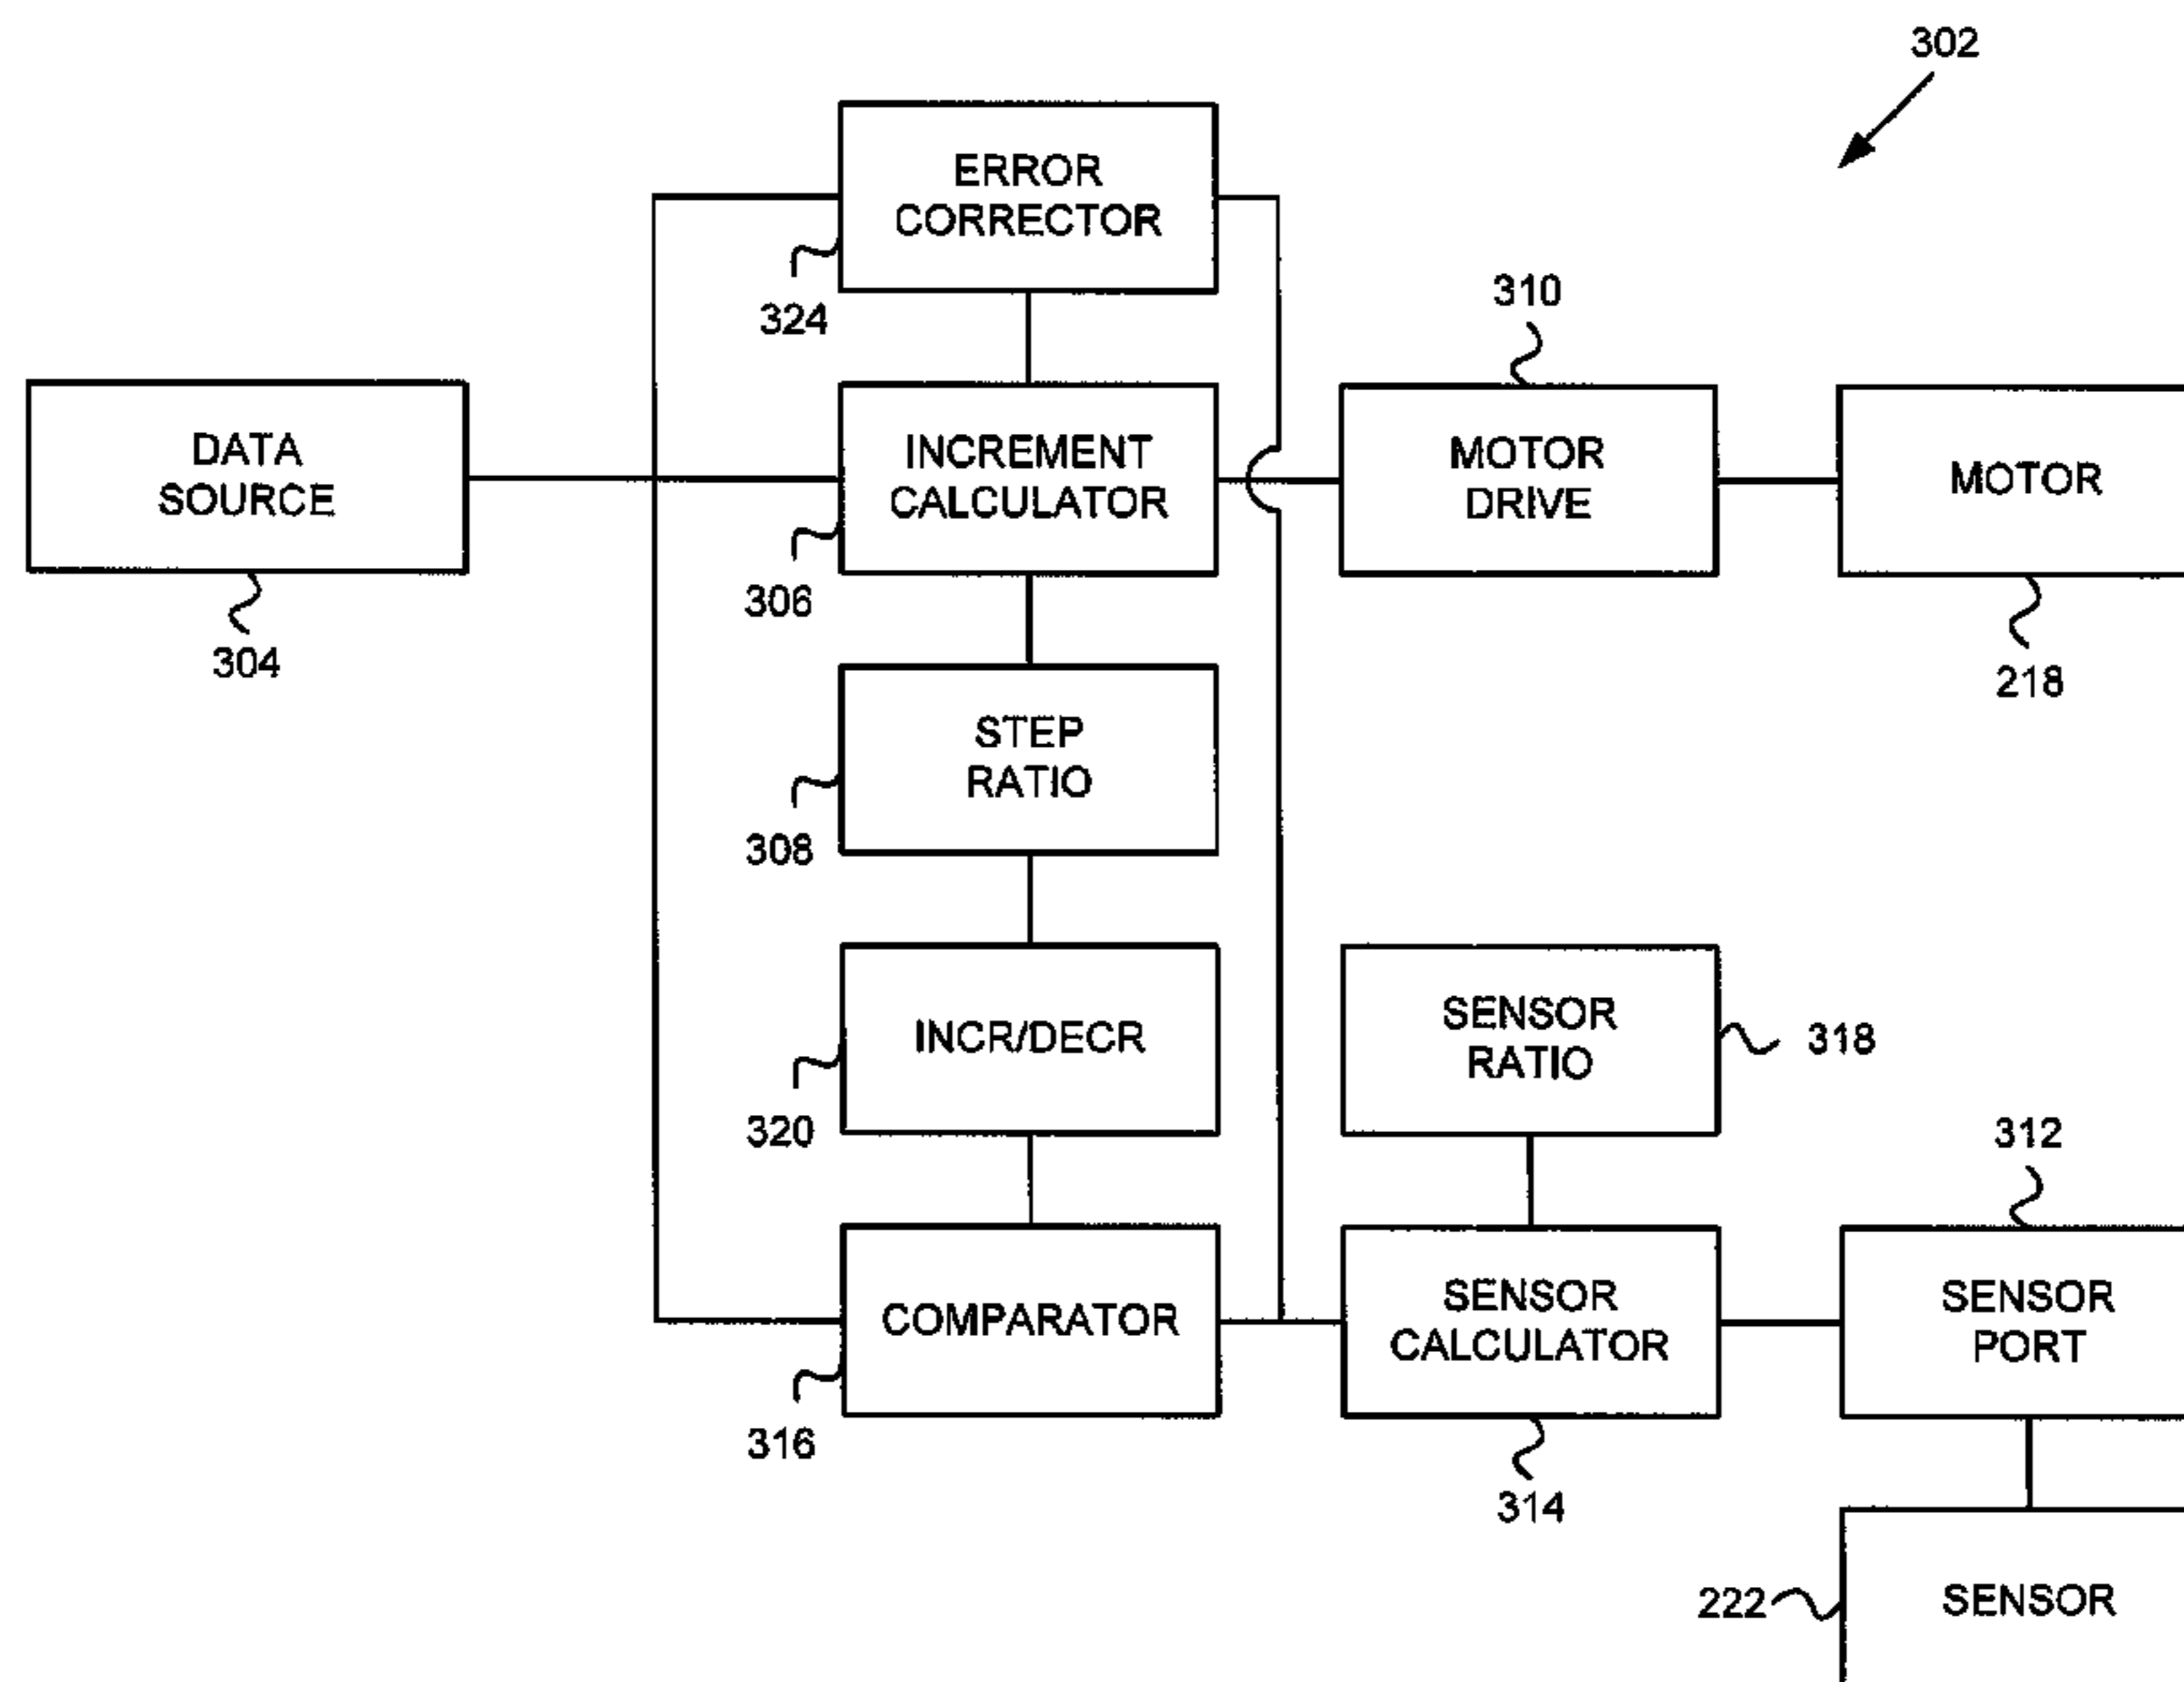 302
ERROR
CORRECTOR
324
310
DATA
SOURCE
304
INCREMENT
CALCULATOR
306
MOTOR
DRIVE
MOTOR
218
STEP
RATIO
308
INCR/DECR
320
SENSOR
RATIO
318
312
COMPARATOR
316
SENSOR
CALCULATOR
314
SENSOR
PORT
222
SENSOR